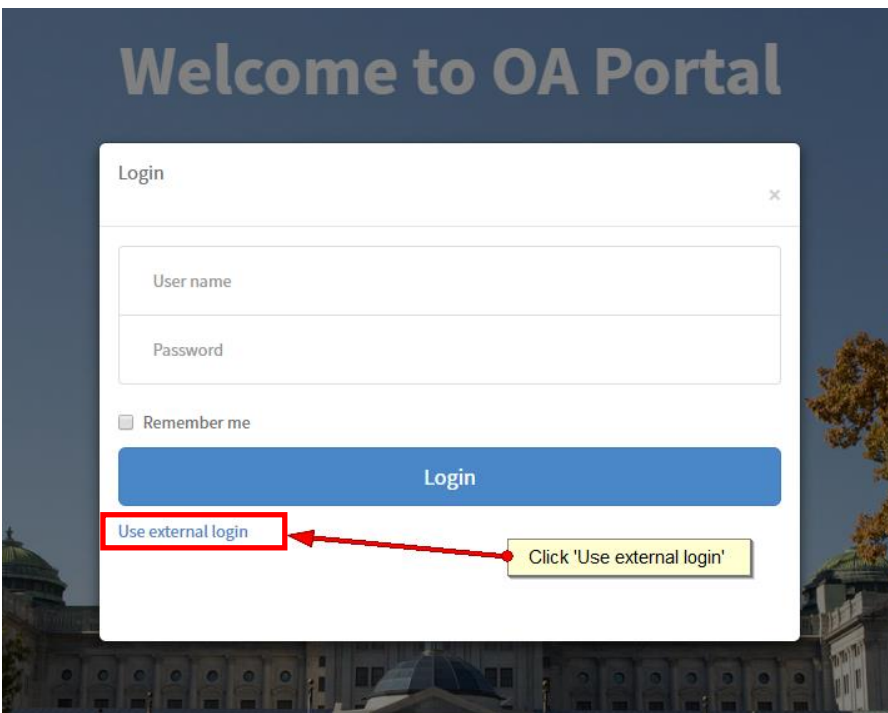 Welcome to OA Portal
Login
×
User name
Password
Remember me
Login
Use external login
Click 'Use external login'